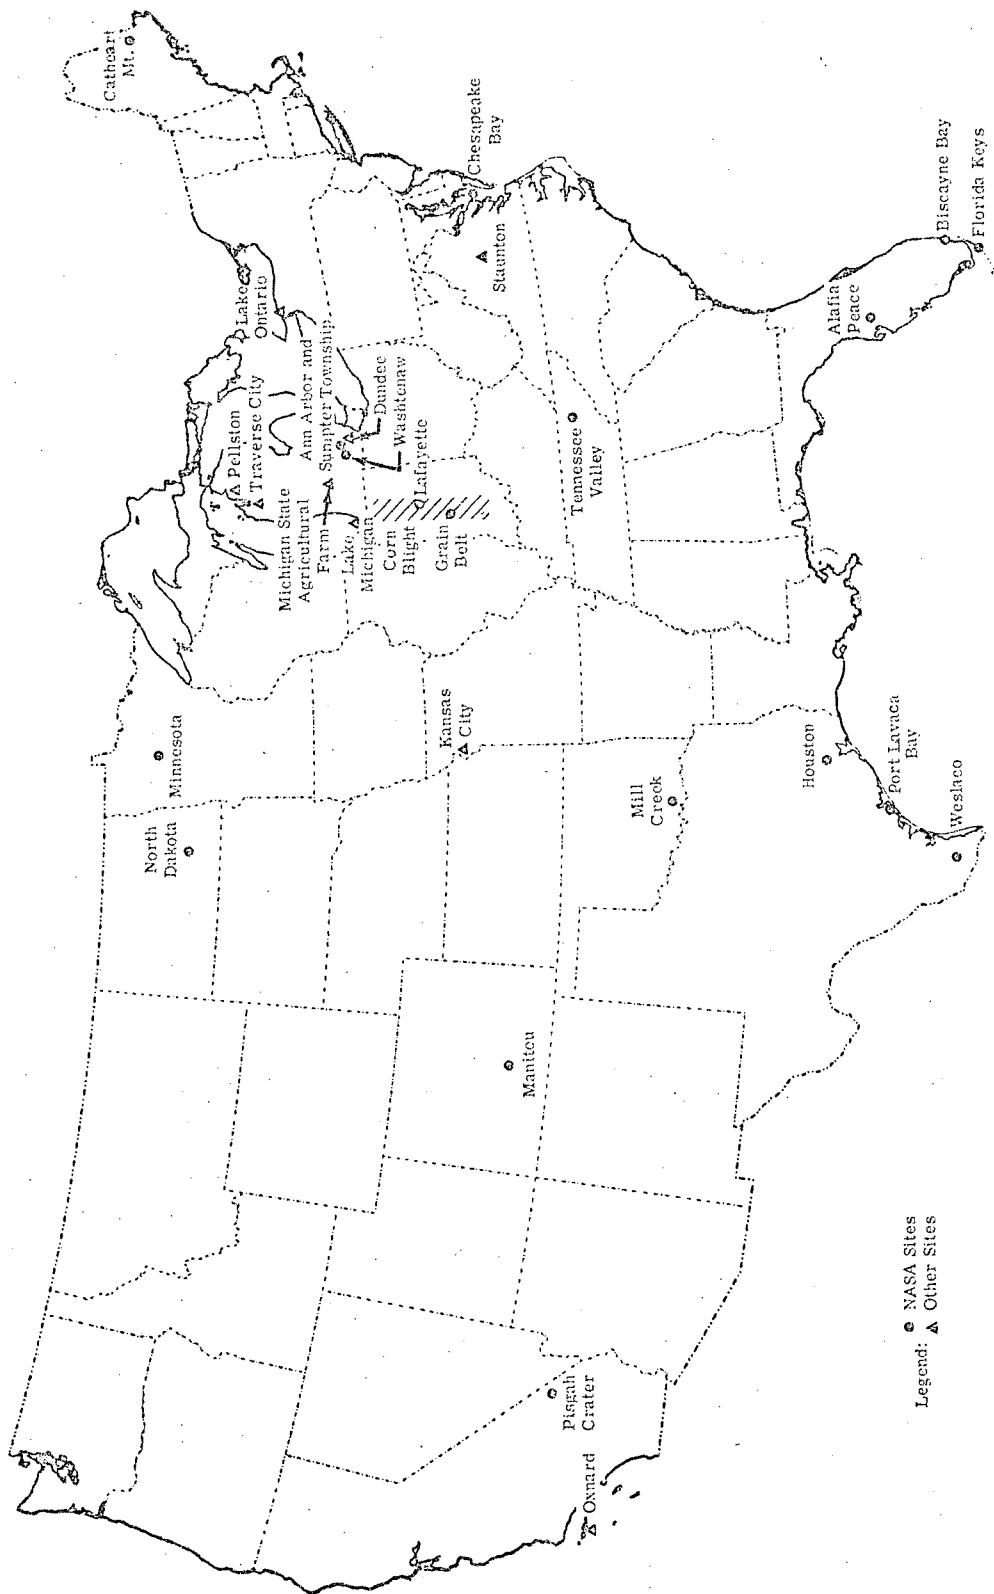 Cathcart
Mt.
Lake
Ontario
Pellston
Traverse City
Ann Arbor and
Sumpter Township
Michigan State
Agricultural
Farm
Dundee
Washtenaw
Lake
Michigan
Corn
Blight
Lafayette
Grain
Belt
Chesapeake
Bay
Staunton
Tennessee
Valley
Alafia
Peace
Biscayne Bay
Florida Keys
Minnesota
North
Dakota
Kansas
City
Mill
Creek
Houston
Port Lavaca
Bay
Weslaco
Manitou
Pisgah
Crater
Oxnard
Legend:
NASA Sites
Other Sites